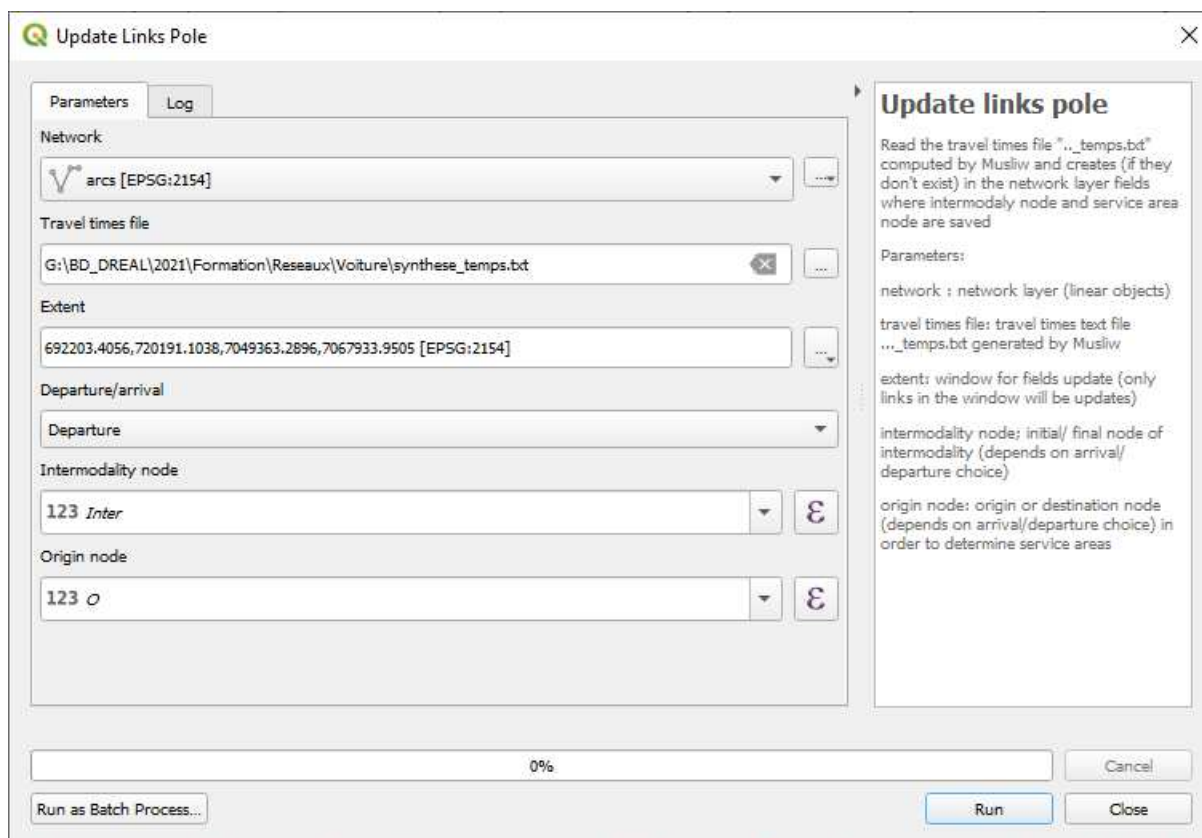 Update Links Pole
Parameters
Log
Network
arcs [EPSG:2154]
...
Travel times file
G:\BD_DREAL\2021\Formation\Reseaux\Voiture\synthese_temps.txt
...
Extent
692203.4056,720191.1038,7049363.2896,7067933.9505 [EPSG:2154]
...
Departure/arrival
Departure
Intermodality node
123 Inter
ε
Origin node
123 O
ε
Update links pole
Read the travel times file ".._temps.txt"
computed by Musliw and creates (if they
don't exist) in the network layer fields
where intermodaly node and service area
node are saved
Parameters:
network : network layer (linear objects)
travel times file: travel times text file
..._temps.txt generated by Musliw
extent: window for fields update (only
links in the window will be updates)
intermodality node; initial/ final node of
intermodality (depends on arrival/
departure choice)
origin node: origin or destination node
(depends on arrival/departure choice) in
order to determine service areas
0%
Cancel
Run as Batch Process...
Run
Close